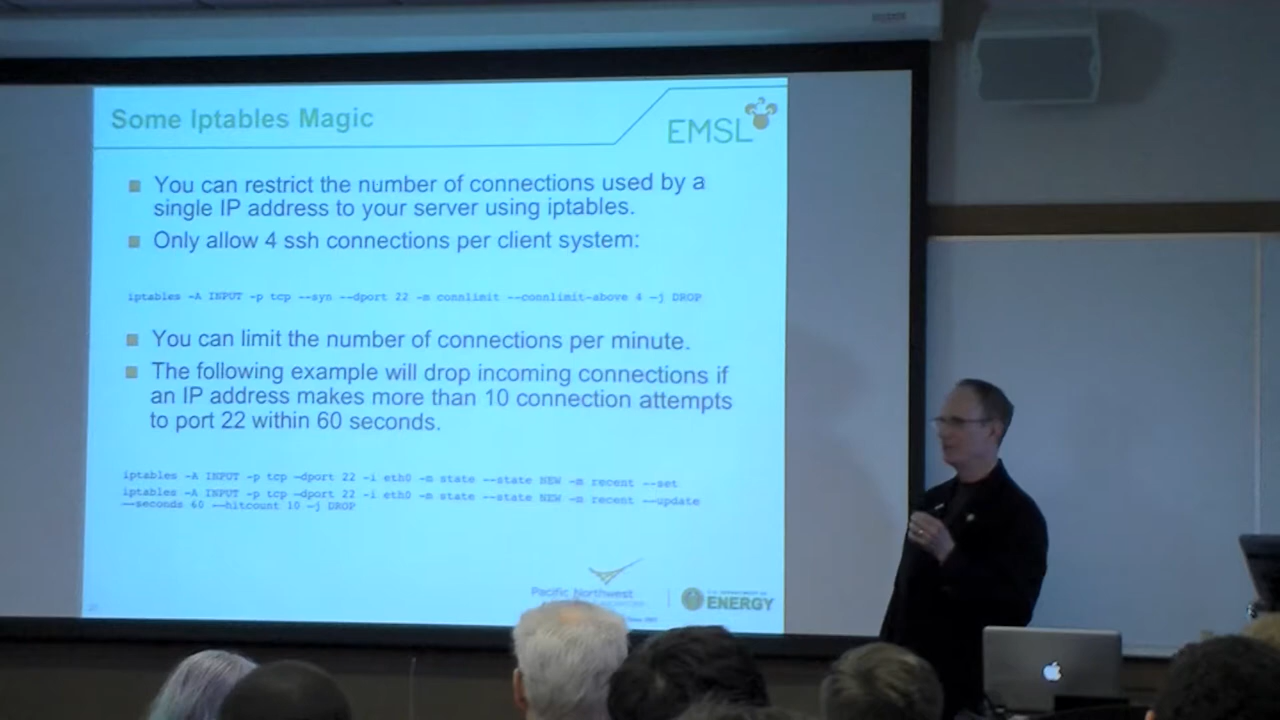 Some Iptables Magic
EMSL
You can restrict the number of connections used by a
single IP address to your server using iptables.
Only allow 4 ssh connections per client system:
iptables -A INPUT -p tcp --syn --dport 22 -m connlimit --connlimit-above 4 –j DROP
You can limit the number of connections per minute.
The following example will drop incoming connections if
an IP address makes more than 10 connection attempts
to port 22 within 60 seconds.
iptables -A INPUT -p tcp –dport 22 -i eth0 -m state --state NEW -m recent --set
iptables -A INPUT -p tcp –dport 22 -i eth0 -m state --state NEW -m recent --update
–-seconds 60 –-hitcount 10 –j DROP
Pacific Northwest
ENERGY